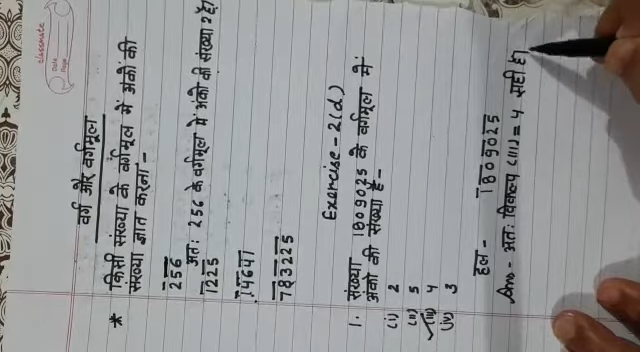 classmate
Date
Page
वर्ग और वर्गमूल
* किसी संख्या के वर्गमूल में अंकों की
संख्या ज्ञात करना -
256
अतः 256 के वर्गमूल में अंकों की संख्या 2 है।
1225
14641
783225
Exercise - 2(d)
1. संख्या 1809025 के वर्गमूल में
अंकों की संख्या है -
(i) 2
(ii) 5
(iii) 4
(iv) 3
हल - 1809025
Ans - अतः विकल्प (iii) = 4 सही है।